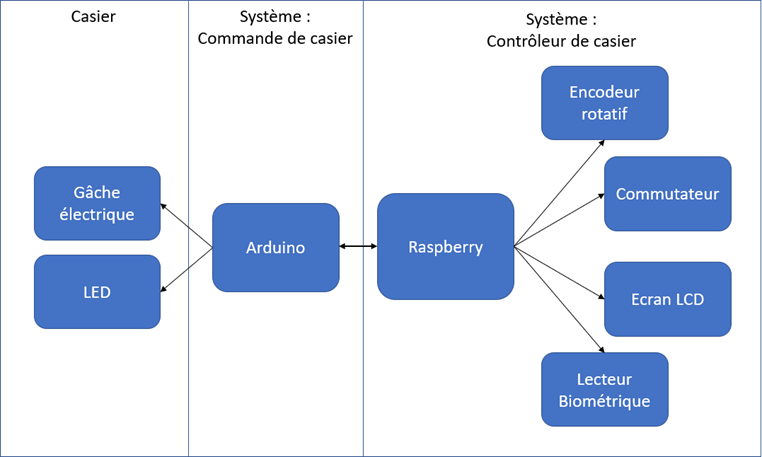 Casier
Système :
Commande de casier
Système :
Contrôleur de casier
Encodeur
rotatif
Gâche
électrique
Commutateur
Arduino
Raspberry
LED
Ecran LCD
Lecteur
Biométrique